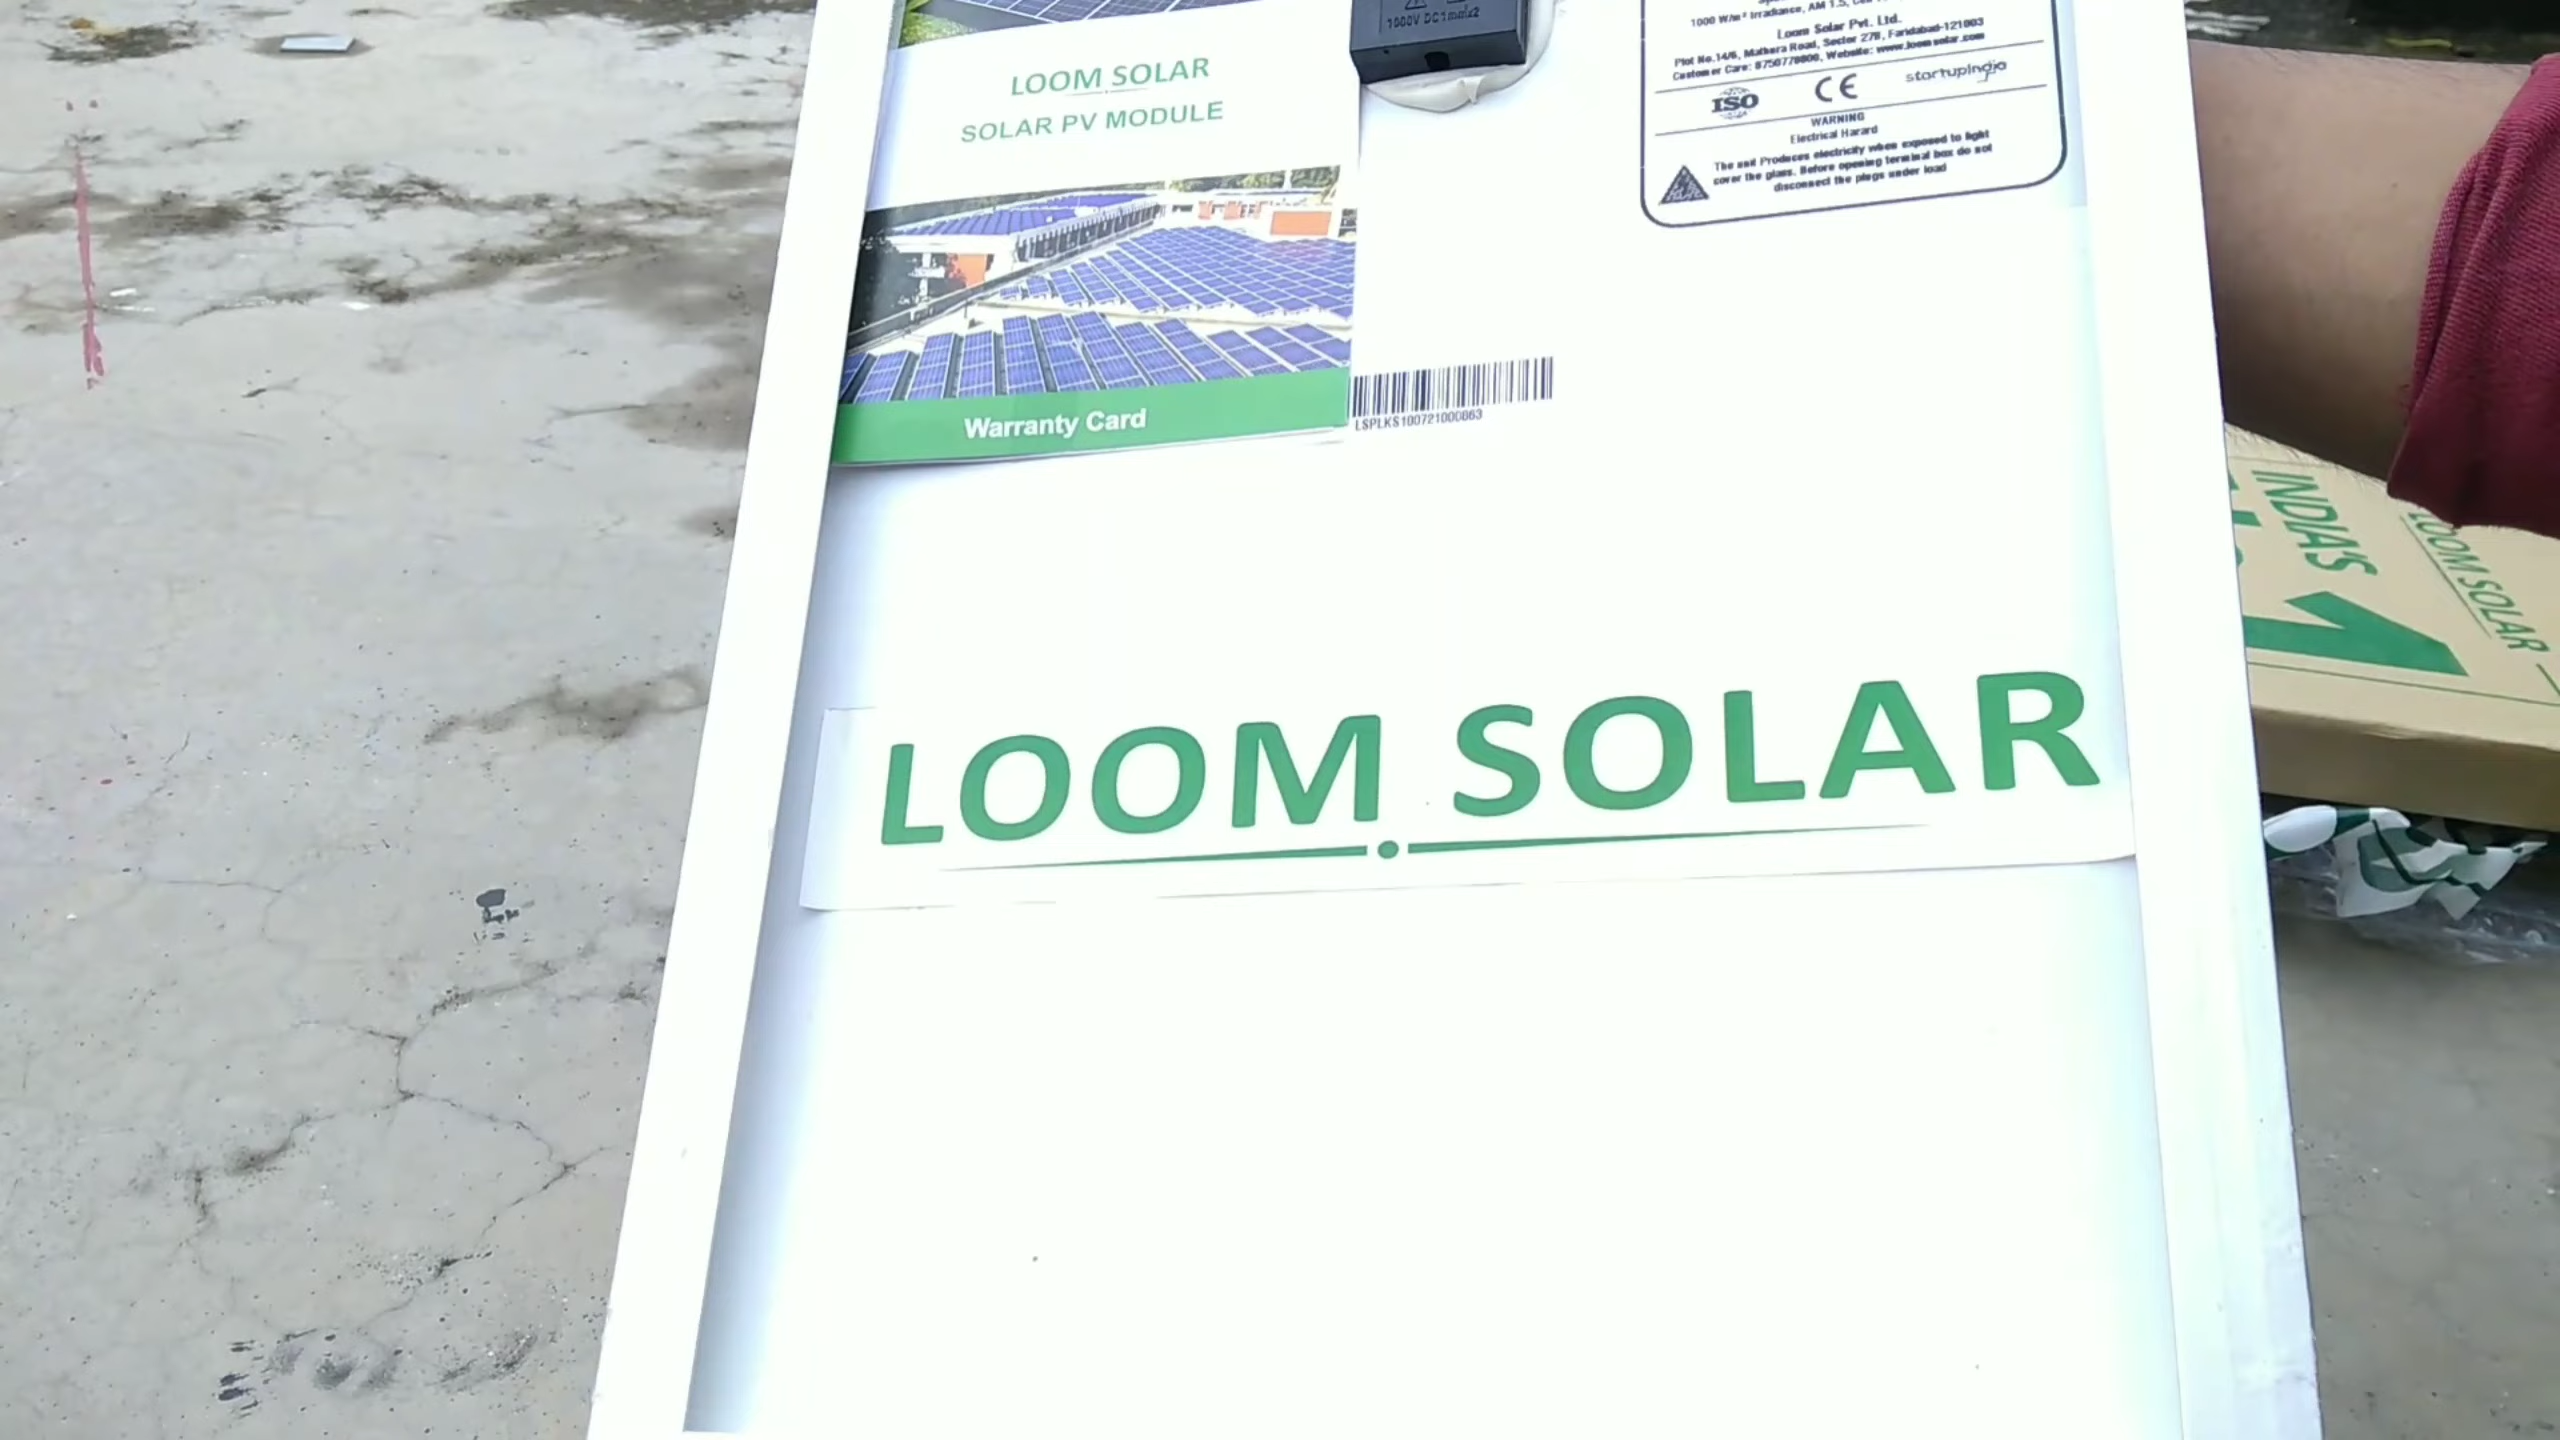 LOOM SOLAR
SOLAR PV MODULE
Warranty Card
1000V DC1mmx2
1000 W/m² Irradiance, AM 1.5,
Loom Solar Pvt. Ltd.
Plot No.14/6, Mathura Road, Sector 27B, Faridabad-121003
Customer Care: 8750778800, Website: www.loomsolar.com
ISO
CE
startupindia
WARNING
Electrical Harard
The unit Produces electricity when exposed to light
cover the glass. Before opening terminal box do not
disconnect the plugs under load
LSPLKS100721000863
LOOM SOLAR
INDIA'S
1
LOOM SOLAR